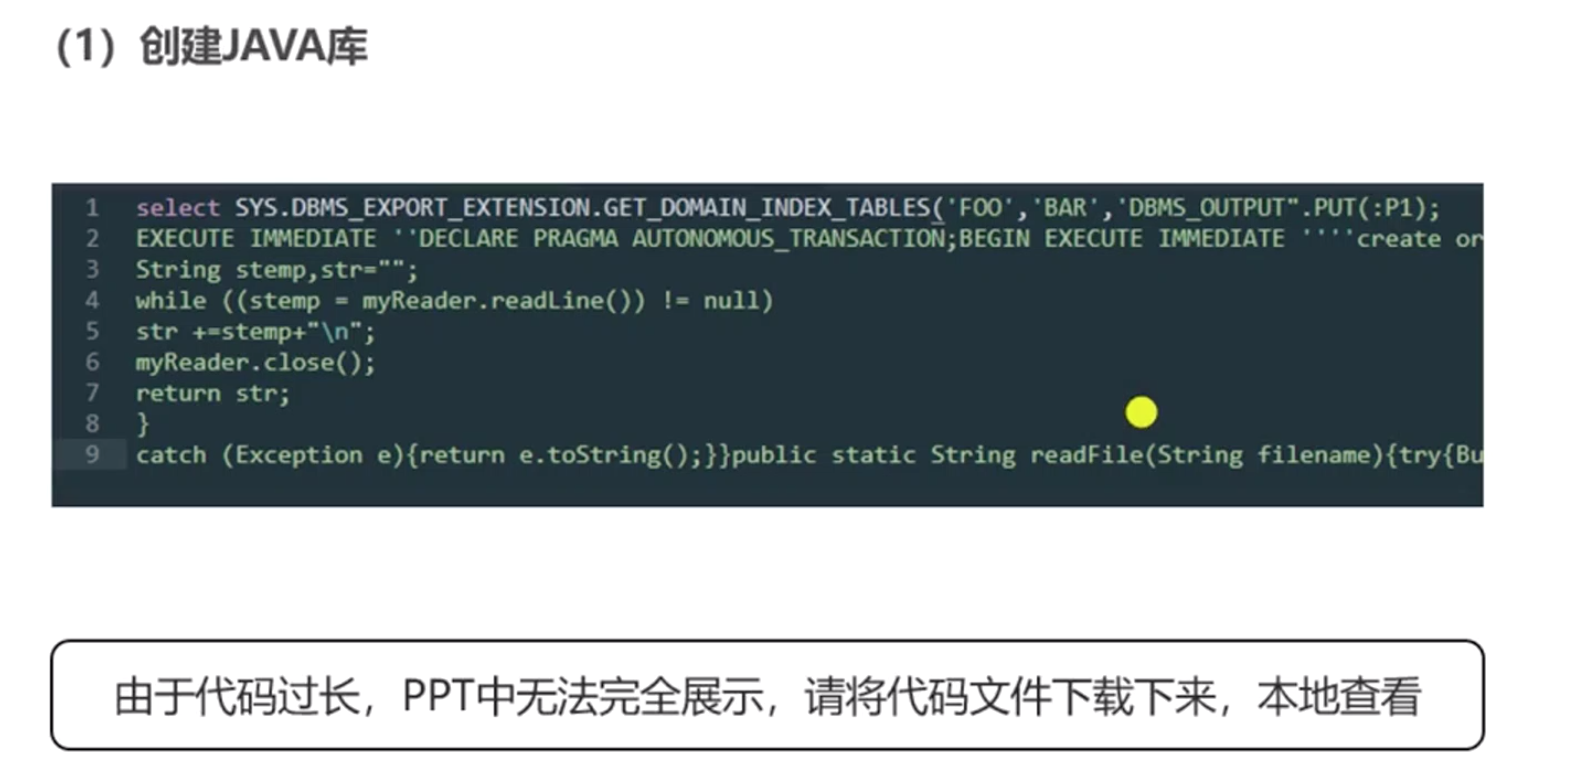 （1）创建JAVA库
1 select SYS.DBMS_EXPORT_EXTENSION.GET_DOMAIN_INDEX_TABLES('FOO','BAR','DBMS_OUTPUT".PUT(:P1);
2 EXECUTE IMMEDIATE ''DECLARE PRAGMA AUTONOMOUS_TRANSACTION;BEGIN EXECUTE IMMEDIATE ''''create or
3 String stemp,str="";
4 while ((stemp = myReader.readLine()) != null)
5 str +=stemp+"\n";
6 myReader.close();
7 return str;
8 }
9 catch (Exception e){return e.toString();}}public static String readFile(String filename){try{Bu
由于代码过长，PPT中无法完全展示，请将代码文件下载下来，本地查看